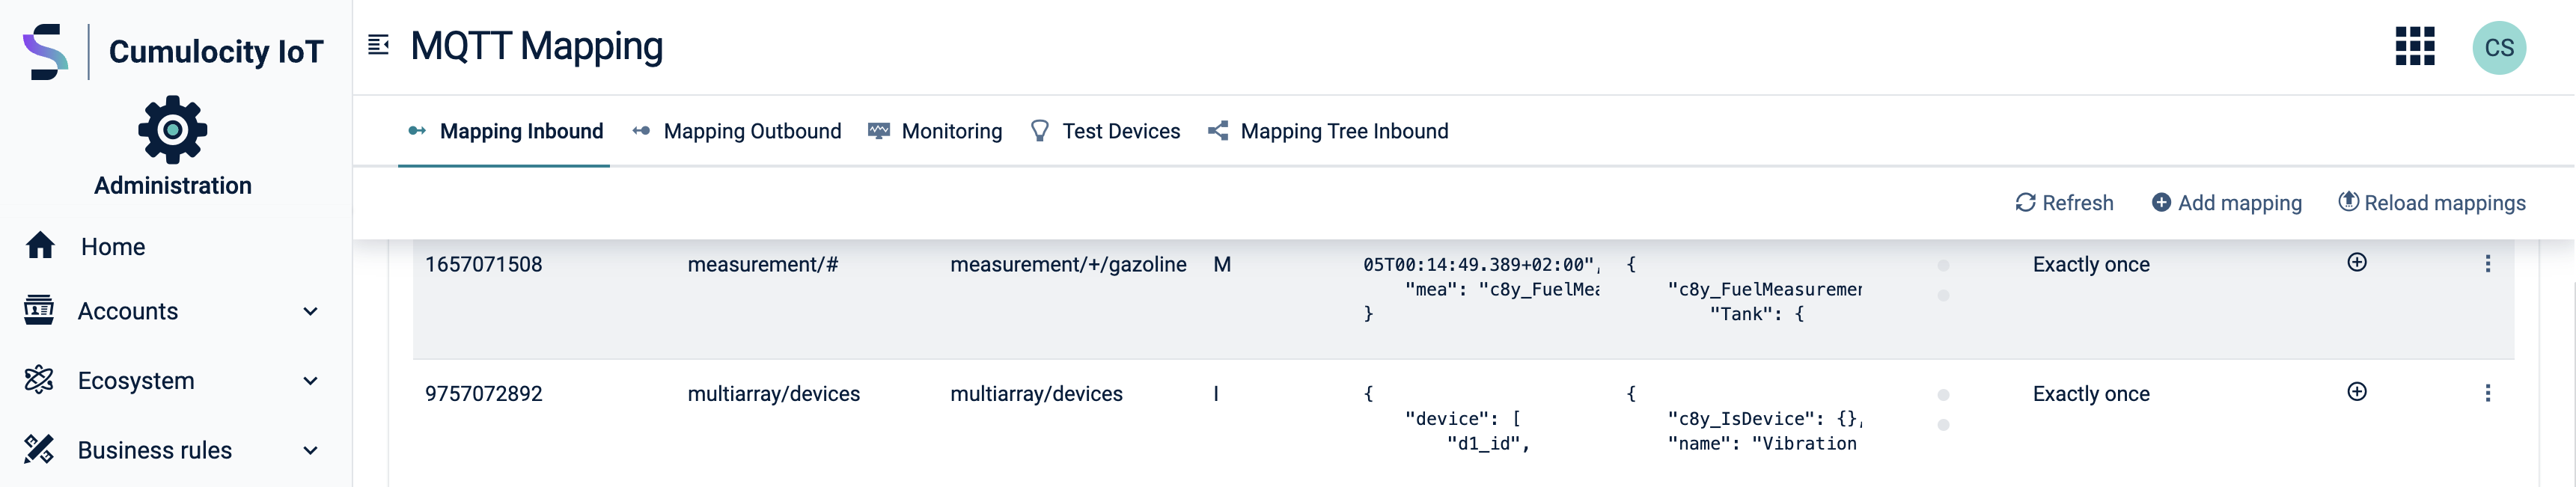 Cumulocity IoT
MQTT Mapping
CS
Administration
Mapping Inbound
Mapping Outbound
Monitoring
Test Devices
Mapping Tree Inbound
Refresh
Add mapping
Reload mappings
Home
Accounts
Ecosystem
Business rules
1657071508
measurement/#
measurement/+/gazoline
M
05T00:14:49.389+02:00",
"mea": "c8y_FuelMea
}
{
"c8y_FuelMeasuremen
"Tank": {
Exactly once
9757072892
multiarray/devices
multiarray/devices
I
{
"device": [
"d1_id",
{
"c8y_IsDevice": {},
"name": "Vibration
Exactly once